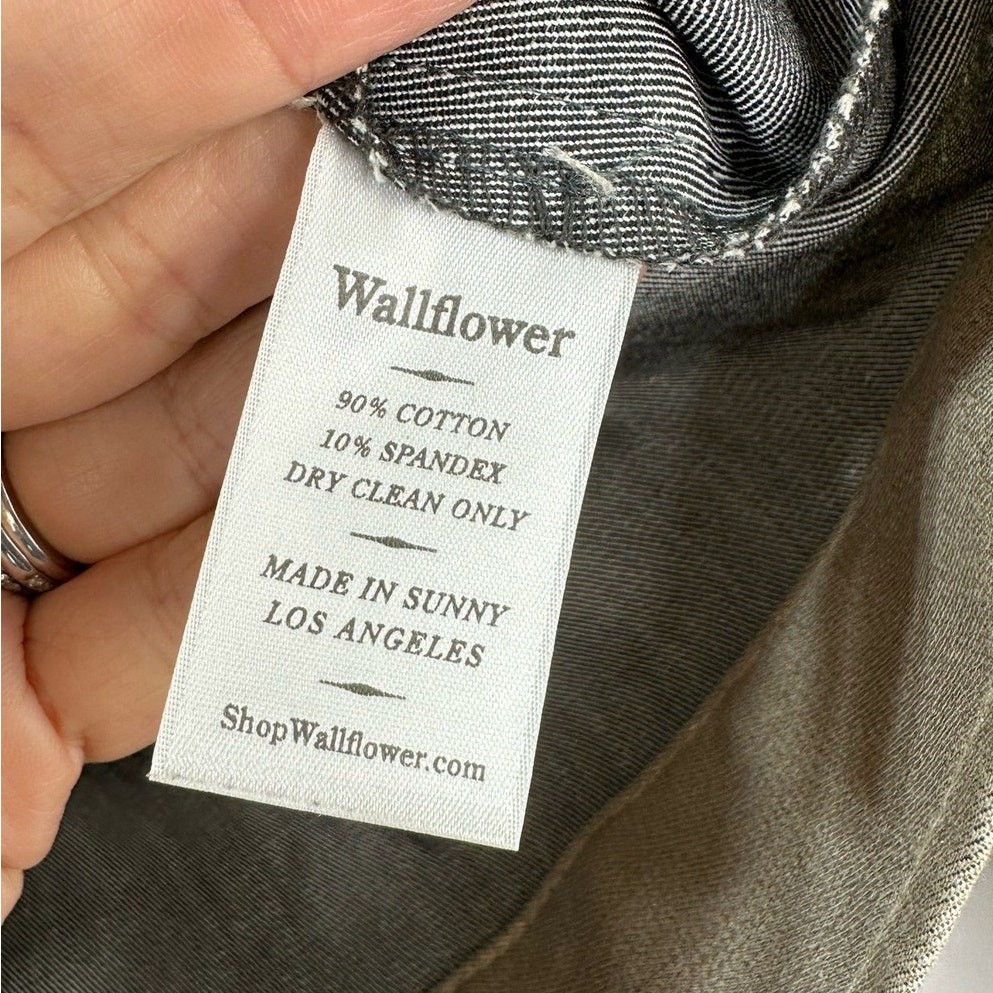 Wallflower
90% COTTON
10% SPANDEX
DRY CLEAN ONLY
MADE IN SUNNY
LOS ANGELES
ShopWallflower.com